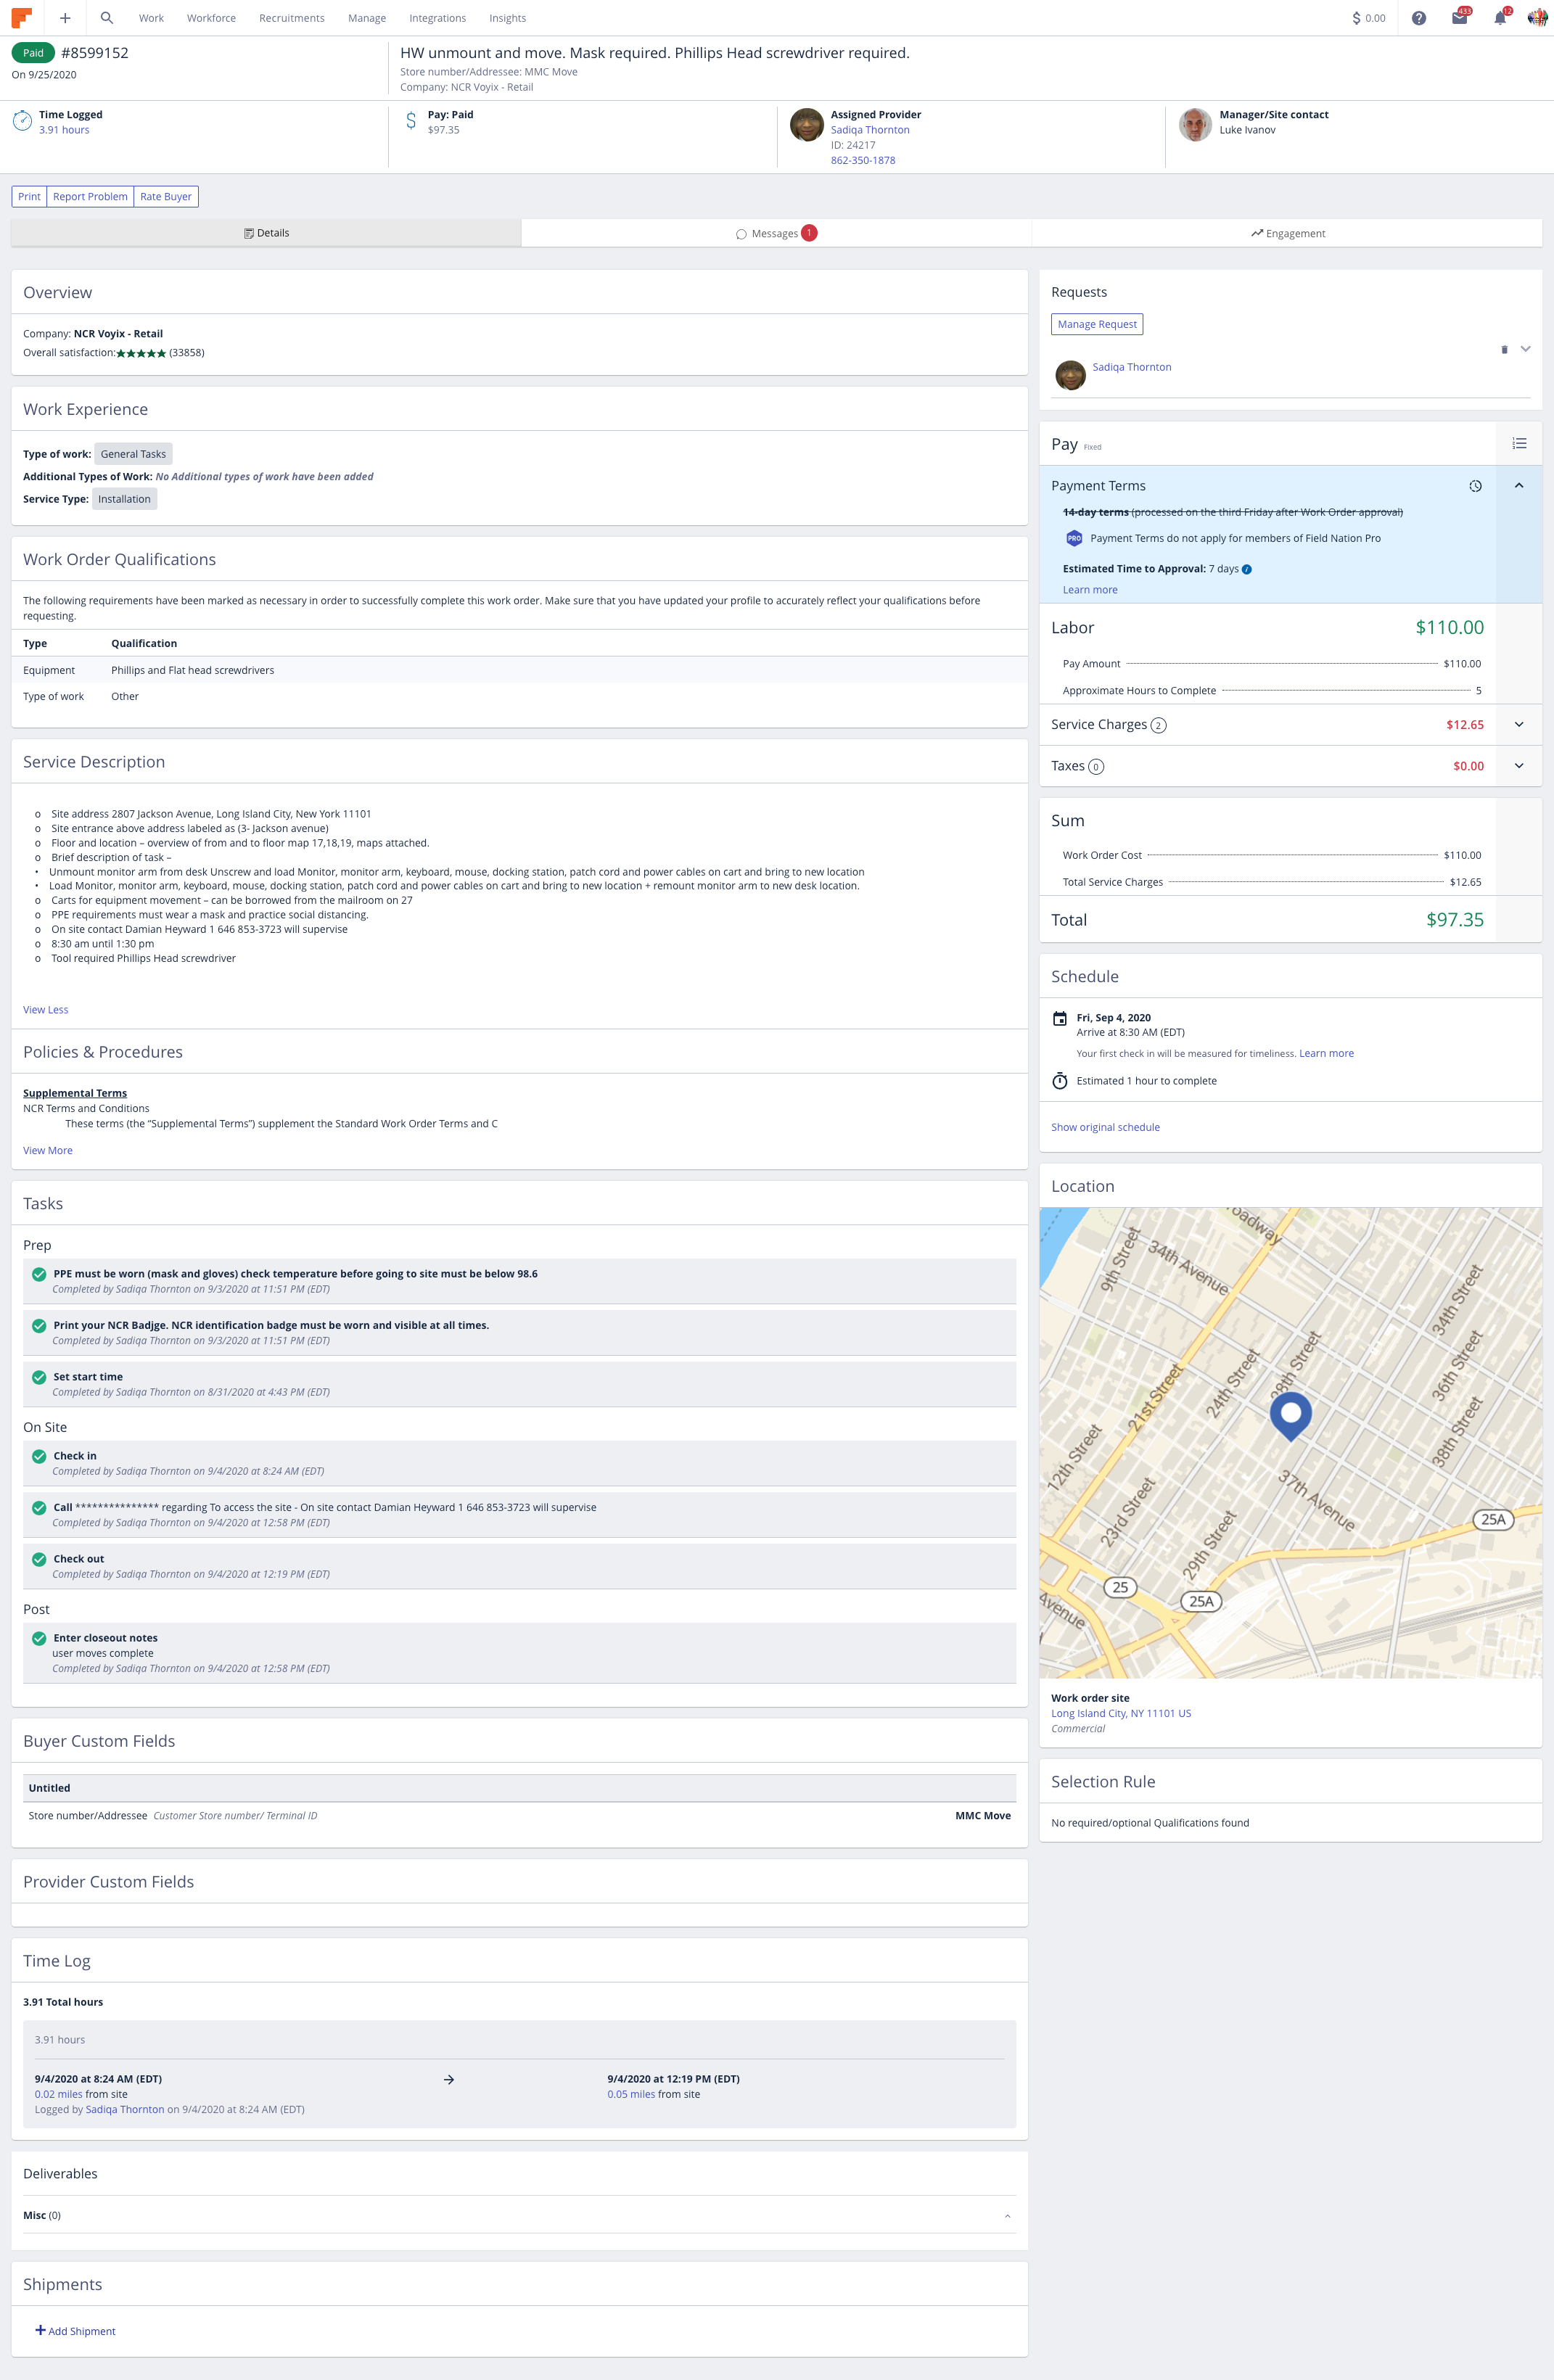 Work Workforce Recruitments Manage Integrations Insights
$ 0.00
433
12
Paid #8599152
On 9/25/2020
HW unmount and move. Mask required. Phillips Head screwdriver required.
Store number/Addressee: MMC Move
Company: NCR Voyix - Retail
Time Logged
3.91 hours
Pay: Paid
$97.35
Assigned Provider
Sadiqa Thornton
ID: 24217
862-350-1878
Manager/Site contact
Luke Ivanov
Print Report Problem Rate Buyer
Details
Messages 1
Engagement
Overview
Company: NCR Voyix - Retail
Overall satisfaction:★★★★★ (33858)
Work Experience
Type of work: General Tasks
Additional Types of Work: No Additional types of work have been added
Service Type: Installation
Work Order Qualifications
The following requirements have been marked as necessary in order to successfully complete this work order. Make sure that you have updated your profile to accurately reflect your qualifications before
requesting.
Type Qualification
Equipment Phillips and Flat head screwdrivers
Type of work Other
Service Description
o Site address 2807 Jackson Avenue, Long Island City, New York 11101
o Site entrance above address labeled as (3- Jackson avenue)
o Floor and location – overview of from and to floor map 17,18,19, maps attached.
o Brief description of task –
• Unmount monitor arm from desk Unscrew and load Monitor, monitor arm, keyboard, mouse, docking station, patch cord and power cables on cart and bring to new location
• Load Monitor, monitor arm, keyboard, mouse, docking station, patch cord and power cables on cart and bring to new location + remount monitor arm to new desk location.
o Carts for equipment movement – can be borrowed from the mailroom on 27
o PPE requirements must wear a mask and practice social distancing.
o On site contact Damian Heyward 1 646 853-3723 will supervise
o 8:30 am until 1:30 pm
o Tool required Phillips Head screwdriver
View Less
Policies & Procedures
Supplemental Terms
NCR Terms and Conditions
These terms (the “Supplemental Terms”) supplement the Standard Work Order Terms and C
View More
Tasks
Prep
PPE must be worn (mask and gloves) check temperature before going to site must be below 98.6
Completed by Sadiqa Thornton on 9/3/2020 at 11:51 PM (EDT)
Print your NCR Badjge. NCR identification badge must be worn and visible at all times.
Completed by Sadiqa Thornton on 9/3/2020 at 11:51 PM (EDT)
Set start time
Completed by Sadiqa Thornton on 8/31/2020 at 4:43 PM (EDT)
On Site
Check in
Completed by Sadiqa Thornton on 9/4/2020 at 8:24 AM (EDT)
Call *************** regarding To access the site - On site contact Damian Heyward 1 646 853-3723 will supervise
Completed by Sadiqa Thornton on 9/4/2020 at 12:58 PM (EDT)
Check out
Completed by Sadiqa Thornton on 9/4/2020 at 12:19 PM (EDT)
Post
Enter closeout notes
user moves complete
Completed by Sadiqa Thornton on 9/4/2020 at 12:58 PM (EDT)
Buyer Custom Fields
Untitled
Store number/Addressee Customer Store number/ Terminal ID MMC Move
Provider Custom Fields
Time Log
3.91 Total hours
3.91 hours
9/4/2020 at 8:24 AM (EDT) 9/4/2020 at 12:19 PM (EDT)
0.02 miles from site 0.05 miles from site
Logged by Sadiqa Thornton on 9/4/2020 at 8:24 AM (EDT)
Deliverables
Misc (0)
Shipments
+ Add Shipment
Requests
Manage Request
Sadiqa Thornton
Pay Fixed
Payment Terms
14-day terms (processed on the third Friday after Work Order approval)
PRO Payment Terms do not apply for members of Field Nation Pro
Estimated Time to Approval: 7 days
Learn more
Labor $110.00
Pay Amount $110.00
Approximate Hours to Complete 5
Service Charges 2 $12.65
Taxes 0 $0.00
Sum
Work Order Cost $110.00
Total Service Charges $12.65
Total $97.35
Schedule
Fri, Sep 4, 2020
Arrive at 8:30 AM (EDT)
Your first check in will be measured for timeliness. Learn more
Estimated 1 hour to complete
Show original schedule
Location
roadway
9th Street
34th Avenue
34th Street
28th Street
24th Street
36th Street
21st Street
38th Street
12th Street
37th Avenue
23rd Street
29th Street
25A
25
25A
Avenue
Work order site
Long Island City, NY 11101 US
Commercial
Selection Rule
No required/optional Qualifications found